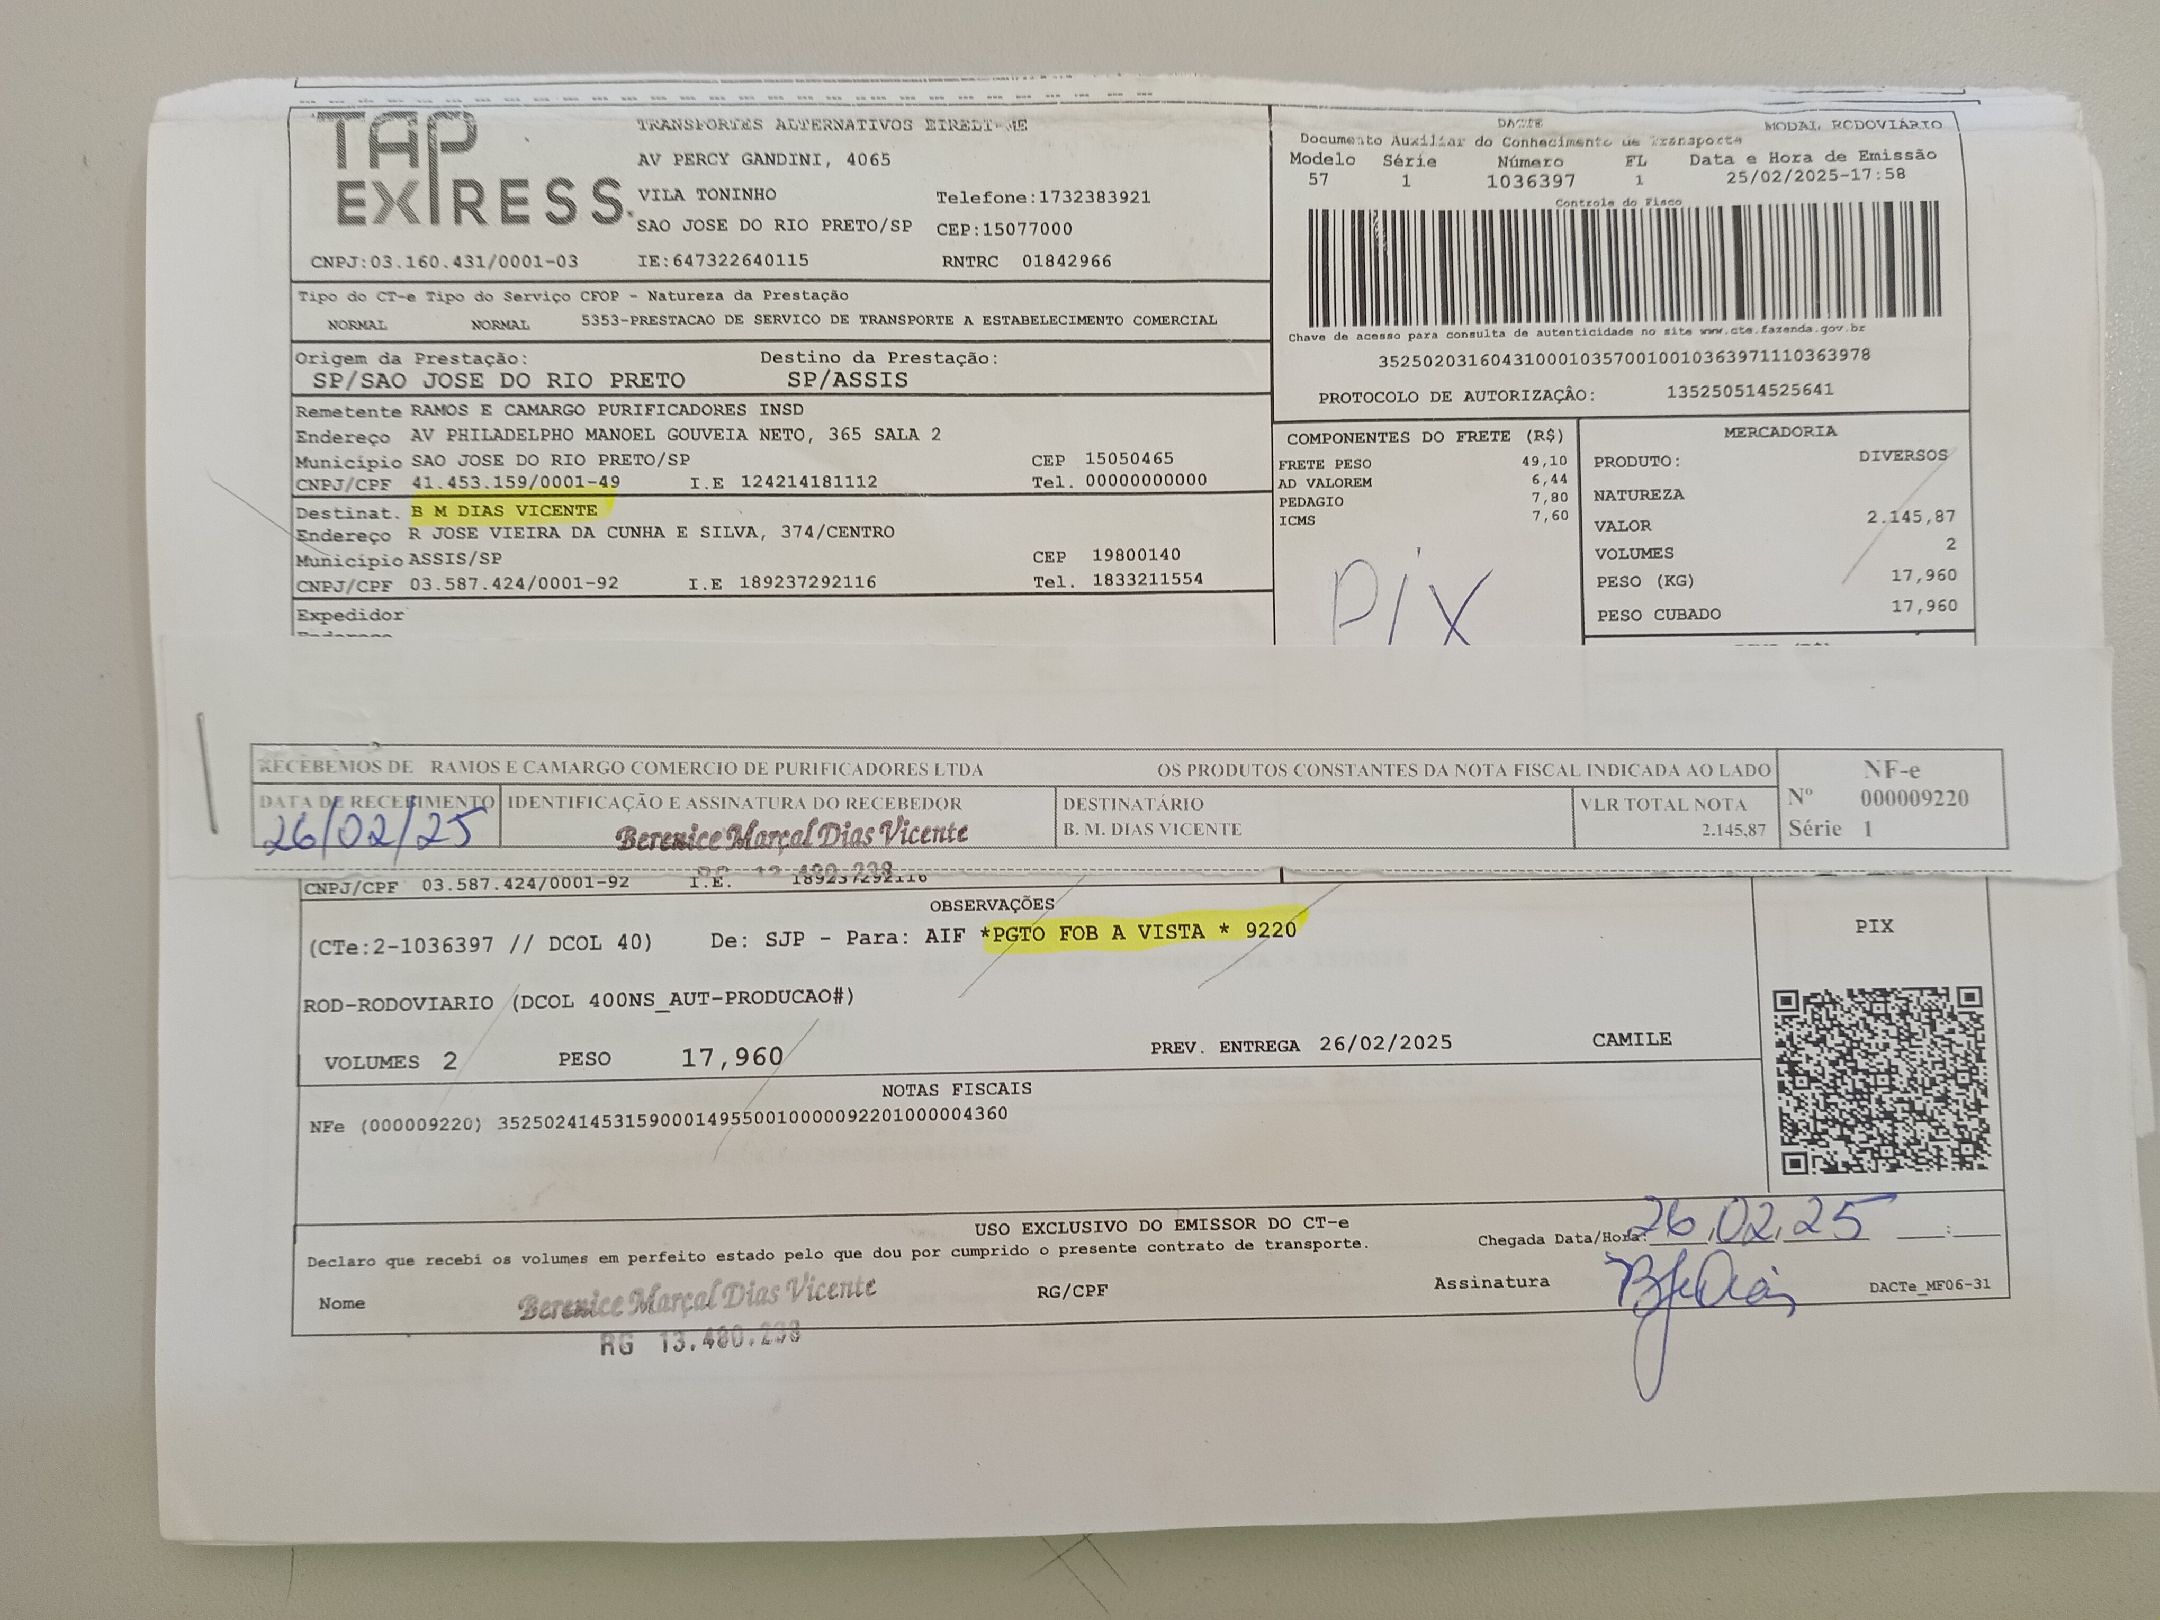 TAP EXPRESS
TRANSPORTES ALTERNATIVOS EIRELI-ME
AV PERCY GANDINI, 4065
VILA TONINHO Telefone:1732383921
SAO JOSE DO RIO PRETO/SP CEP:15077000
CNPJ:03.160.431/0001-03 IE:647322640115 RNTRC 01842966
DACTE MODAL RODOVIÁRIO
Documento Auxiliar do Conhecimento de Transporte
Modelo Série Número FL Data e Hora de Emissão
57 1 1036397 1 25/02/2025-17:58
Controle do Fisco
Chave de acesso para consulta de autenticidade no site www.cte.fazenda.gov.br
35250203160431000103570010010363971110363978
PROTOCOLO DE AUTORIZAÇÂO: 135250514525641
Tipo do CT-e Tipo do Serviço CFOP - Natureza da Prestação
NORMAL NORMAL 5353-PRESTACAO DE SERVICO DE TRANSPORTE A ESTABELECIMENTO COMERCIAL
Origem da Prestação: Destino da Prestação:
SP/SAO JOSE DO RIO PRETO SP/ASSIS
Remetente RAMOS E CAMARGO PURIFICADORES INSD
Endereço AV PHILADELPHO MANOEL GOUVEIA NETO, 365 SALA 2
Município SAO JOSE DO RIO PRETO/SP CEP 15050465
CNPJ/CPF 41.453.159/0001-49 I.E 124214181112 Tel. 00000000000
Destinat. B M DIAS VICENTE
Endereço R JOSE VIEIRA DA CUNHA E SILVA, 374/CENTRO
Município ASSIS/SP CEP 19800140
CNPJ/CPF 03.587.424/0001-92 I.E 189237292116 Tel. 1833211554
Expedidor
COMPONENTES DO FRETE (R$)
FRETE PESO 49,10
AD VALOREM 6,44
PEDAGIO 7,80
ICMS 7,60
PIX
MERCADORIA
PRODUTO: DIVERSOS
NATUREZA
VALOR 2.145,87
VOLUMES 2
PESO (KG) 17,960
PESO CUBADO 17,960
RECEBEMOS DE RAMOS E CAMARGO COMERCIO DE PURIFICADORES LTDA OS PRODUTOS CONSTANTES DA NOTA FISCAL INDICADA AO LADO
DATA DE RECEBIMENTO IDENTIFICAÇÃO E ASSINATURA DO RECEBEDOR DESTINATÁRIO VLR TOTAL NOTA
26/02/25 Berenice Marçal Dias Vicente B. M. DIAS VICENTE 2.145,87
NF-e
Nº 000009220
Série 1
CNPJ/CPF 03.587.424/0001-92 I.E. 189237292116
OBSERVAÇÕES
(CTe:2-1036397 // DCOL 40) De: SJP - Para: AIF *PGTO FOB A VISTA * 9220
ROD-RODOVIARIO (DCOL 400NS_AUT-PRODUCAO#)
VOLUMES 2 PESO 17,960 PREV. ENTREGA 26/02/2025 CAMILE
PIX
NOTAS FISCAIS
NFe (000009220) 35250241453159000149550010000092201000004360
USO EXCLUSIVO DO EMISSOR DO CT-e
Declaro que recebi os volumes em perfeito estado pelo que dou por cumprido o presente contrato de transporte.
Chegada Data/Hora: 26,02,25 __:__
Nome Berenice Marçal Dias Vicente RG/CPF Assinatura DACTe_MF06-31
RG 13.480.238